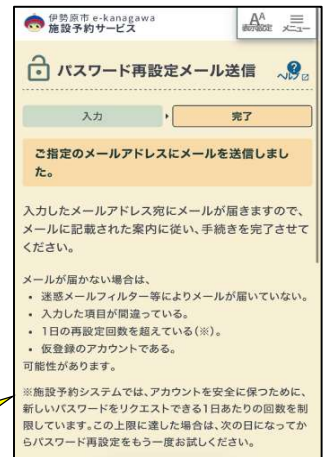 伊勢原市 e-kanagawa
施設予約サービス
AA
表示設定
メニュー
パスワード再設定メール送信
ヘルプ
入力
完了
ご指定のメールアドレスにメールを送信しまし
た。
入力したメールアドレス宛にメールが届きますので、
メールに記載された案内に従い、手続きを完了させて
ください。
メールが届かない場合は、
• 迷惑メールフィルター等によりメールが届いていない。
• 入力した項目が間違っている。
• 1日の再設定回数を超えている(※)。
• 仮登録のアカウントである。
可能性があります。
※施設予約システムでは、アカウントを安全に保つために、
新しいパスワードをリクエストできる1日あたりの回数を制
限しています。この上限に達した場合は、次の日になってか
らパスワード再設定をもう一度お試しください。